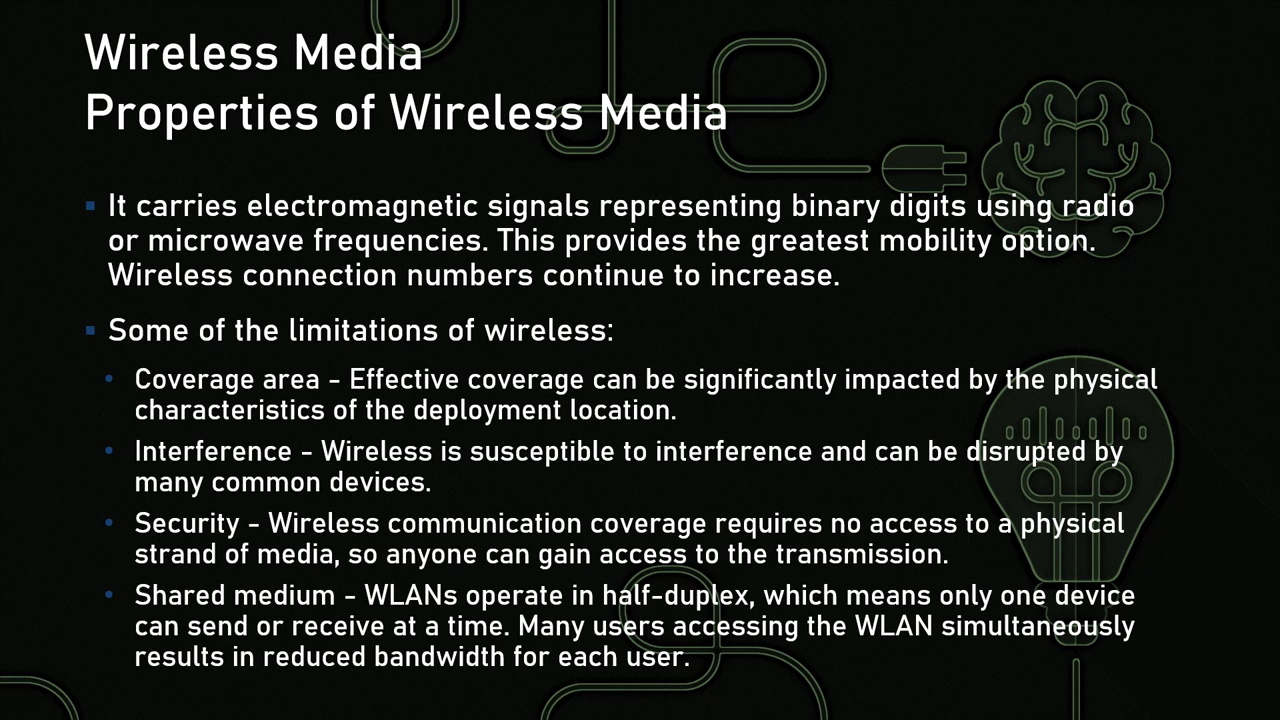 Wireless Media
Properties of Wireless Media
▪ It carries electromagnetic signals representing binary digits using radio
or microwave frequencies. This provides the greatest mobility option.
Wireless connection numbers continue to increase.
▪ Some of the limitations of wireless:
• Coverage area - Effective coverage can be significantly impacted by the physical
characteristics of the deployment location.
• Interference - Wireless is susceptible to interference and can be disrupted by
many common devices.
• Security - Wireless communication coverage requires no access to a physical
strand of media, so anyone can gain access to the transmission.
• Shared medium - WLANs operate in half-duplex, which means only one device
can send or receive at a time. Many users accessing the WLAN simultaneously
results in reduced bandwidth for each user.